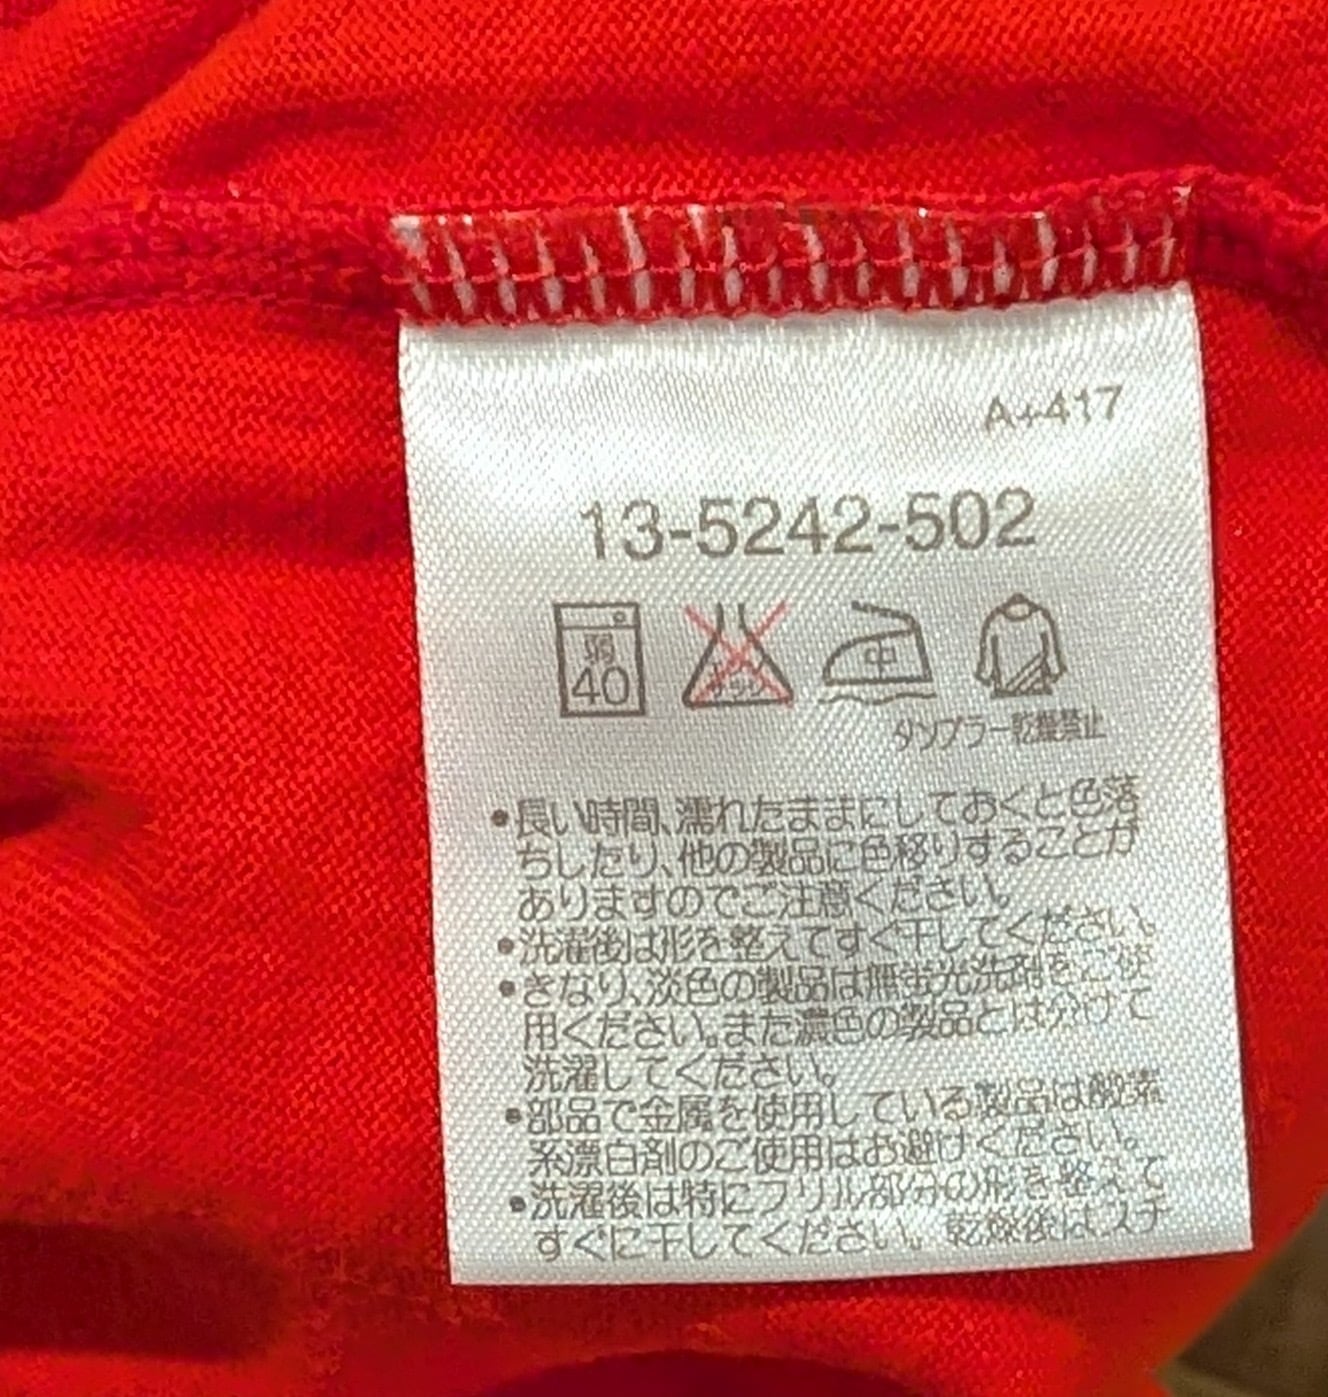 A+417
13-5242-502
弱
40
エンソ
サラシ
中
タンブラー乾燥禁止
•長い時間、濡れたままにしておくと色落
ちしたり、他の製品に色移りすることが
ありますのでご注意ください。
•洗濯後は形を整えてすぐ干してください。
•きなり、淡色の製品は無蛍光洗剤をご使
用ください。また濃色の製品とは分けて
洗濯してください。
•部品で金属を使用している製品は酸素
系漂白剤のご使用はお避けください。
•洗濯後は特にフリル部分の形を整えて
すぐに干してください。乾燥後は、スチ